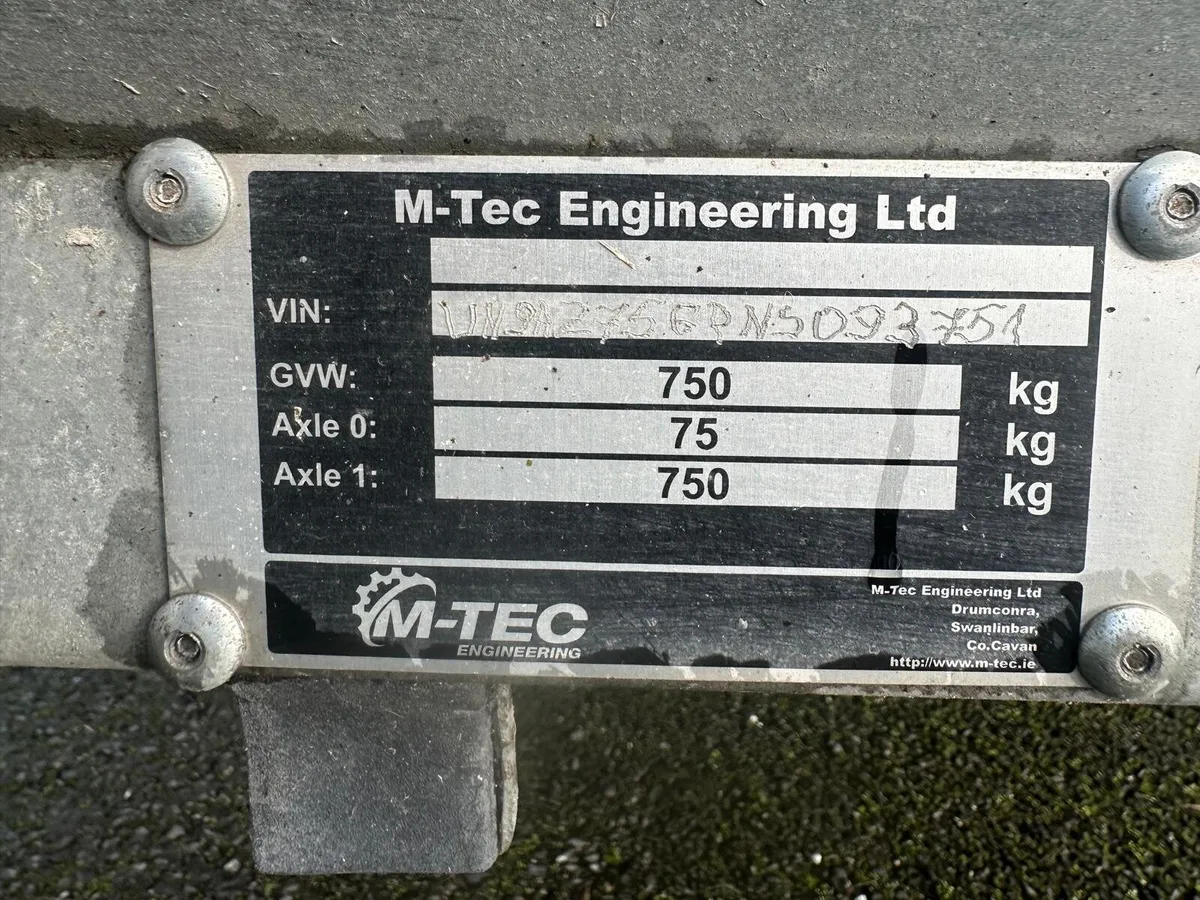 M-Tec Engineering Ltd
VIN:
GVW: 750 kg
Axle 0: 75 kg
Axle 1: 750 kg
M-TEC
ENGINEERING
M-Tec Engineering Ltd
Drumconra,
Swanlinbar,
Co.Cavan
http://www.m-tec.ie